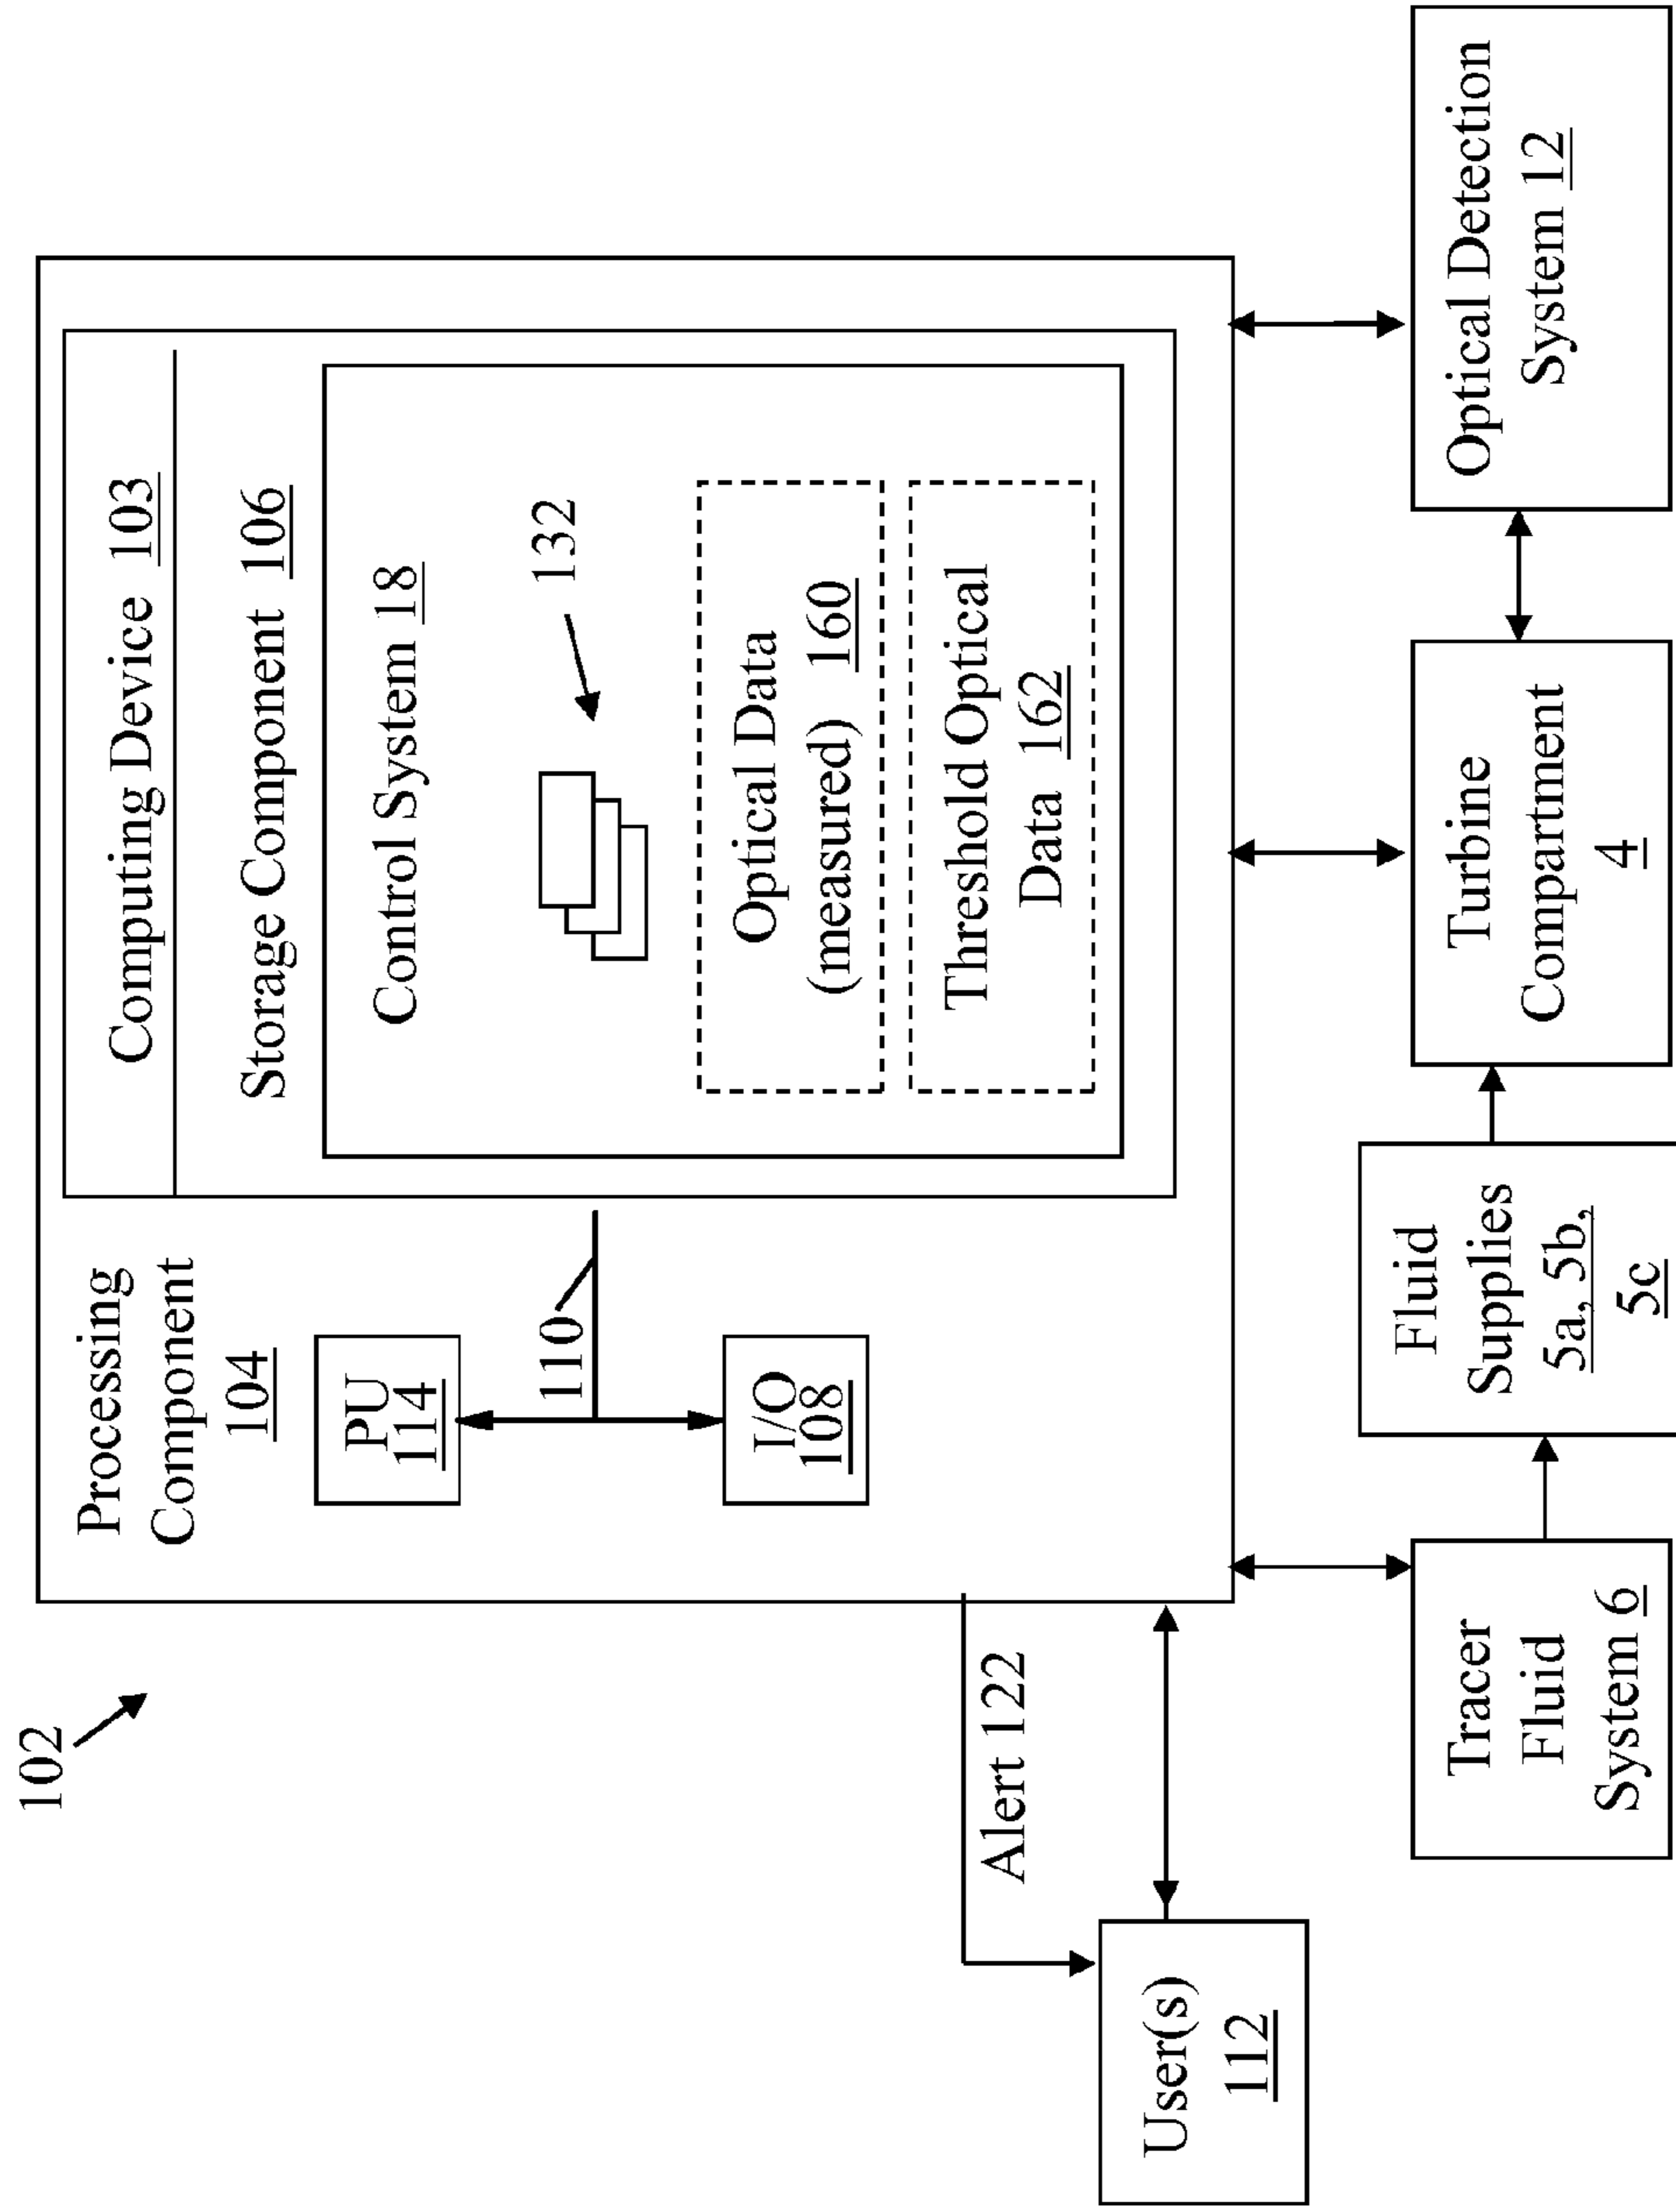 102
Computing Device 103
Processing
Component
104
Storage Component 106
Control System 18
PU
114
132
110
Optical Data
(measured) 160
I/O
108
Threshold Optical
Data 162
Alert 122
User(s)
112
Tracer
Fluid
System 6
Fluid
Supplies
5a, 5b,
5c
Turbine
Compartment
4
Optical Detection
System 12